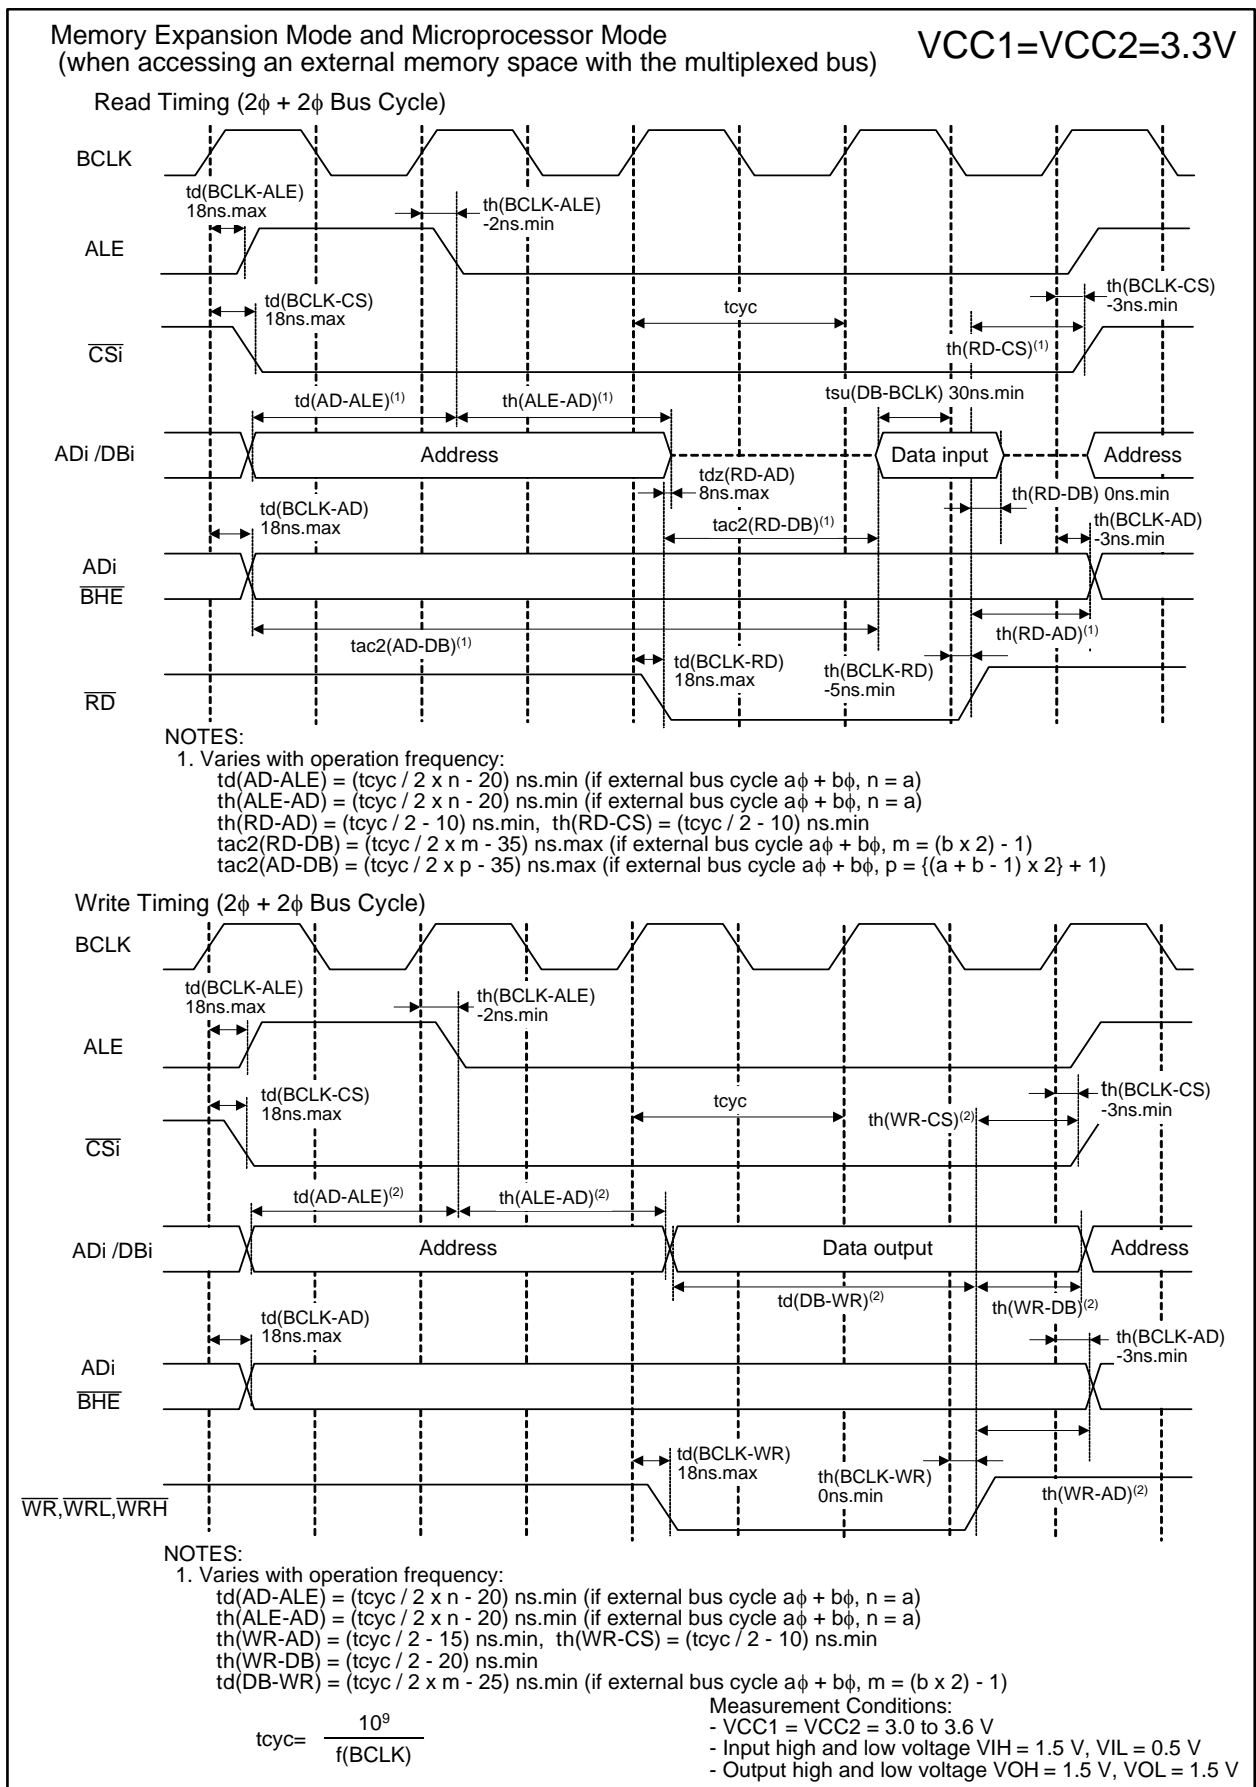 Memory Expansion Mode and Microprocessor Mode
(when accessing an external memory space with the multiplexed bus)
VCC1=VCC2=3.3V
Read Timing (2ϕ + 2ϕ Bus Cycle)
BCLK
td(BCLK-ALE)
18ns.max
th(BCLK-ALE)
-2ns.min
ALE
td(BCLK-CS)
18ns.max
tcyc
th(BCLK-CS)
-3ns.min
th(RD-CS)(1)
CSi
td(AD-ALE)(1)
th(ALE-AD)(1)
tsu(DB-BCLK) 30ns.min
ADi /DBi
Address
Data input
Address
tdz(RD-AD)
8ns.max
th(RD-DB) 0ns.min
td(BCLK-AD)
18ns.max
tac2(RD-DB)(1)
th(BCLK-AD)
-3ns.min
ADi
BHE
tac2(AD-DB)(1)
th(RD-AD)(1)
td(BCLK-RD)
18ns.max
th(BCLK-RD)
-5ns.min
RD
NOTES:
1. Varies with operation frequency:
td(AD-ALE) = (tcyc / 2 x n - 20) ns.min (if external bus cycle aϕ + bϕ, n = a)
th(ALE-AD) = (tcyc / 2 x n - 20) ns.min (if external bus cycle aϕ + bϕ, n = a)
th(RD-AD) = (tcyc / 2 - 10) ns.min, th(RD-CS) = (tcyc / 2 - 10) ns.min
tac2(RD-DB) = (tcyc / 2 x m - 35) ns.max (if external bus cycle aϕ + bϕ, m = (b x 2) - 1)
tac2(AD-DB) = (tcyc / 2 x p - 35) ns.max (if external bus cycle aϕ + bϕ, p = {(a + b - 1) x 2} + 1)
Write Timing (2ϕ + 2ϕ Bus Cycle)
BCLK
td(BCLK-ALE)
18ns.max
th(BCLK-ALE)
-2ns.min
ALE
td(BCLK-CS)
18ns.max
tcyc
th(BCLK-CS)
-3ns.min
th(WR-CS)(2)
CSi
td(AD-ALE)(2)
th(ALE-AD)(2)
ADi /DBi
Address
Data output
Address
td(DB-WR)(2)
th(WR-DB)(2)
td(BCLK-AD)
18ns.max
th(BCLK-AD)
-3ns.min
ADi
BHE
td(BCLK-WR)
18ns.max
th(BCLK-WR)
0ns.min
th(WR-AD)(2)
WR,WRL,WRH
NOTES:
1. Varies with operation frequency:
td(AD-ALE) = (tcyc / 2 x n - 20) ns.min (if external bus cycle aϕ + bϕ, n = a)
th(ALE-AD) = (tcyc / 2 x n - 20) ns.min (if external bus cycle aϕ + bϕ, n = a)
th(WR-AD) = (tcyc / 2 - 15) ns.min, th(WR-CS) = (tcyc / 2 - 10) ns.min
th(WR-DB) = (tcyc / 2 - 20) ns.min
td(DB-WR) = (tcyc / 2 x m - 25) ns.min (if external bus cycle aϕ + bϕ, m = (b x 2) - 1)
tcyc= 10⁹
f(BCLK)
Measurement Conditions:
- VCC1 = VCC2 = 3.0 to 3.6 V
- Input high and low voltage VIH = 1.5 V, VIL = 0.5 V
- Output high and low voltage VOH = 1.5 V, VOL = 1.5 V